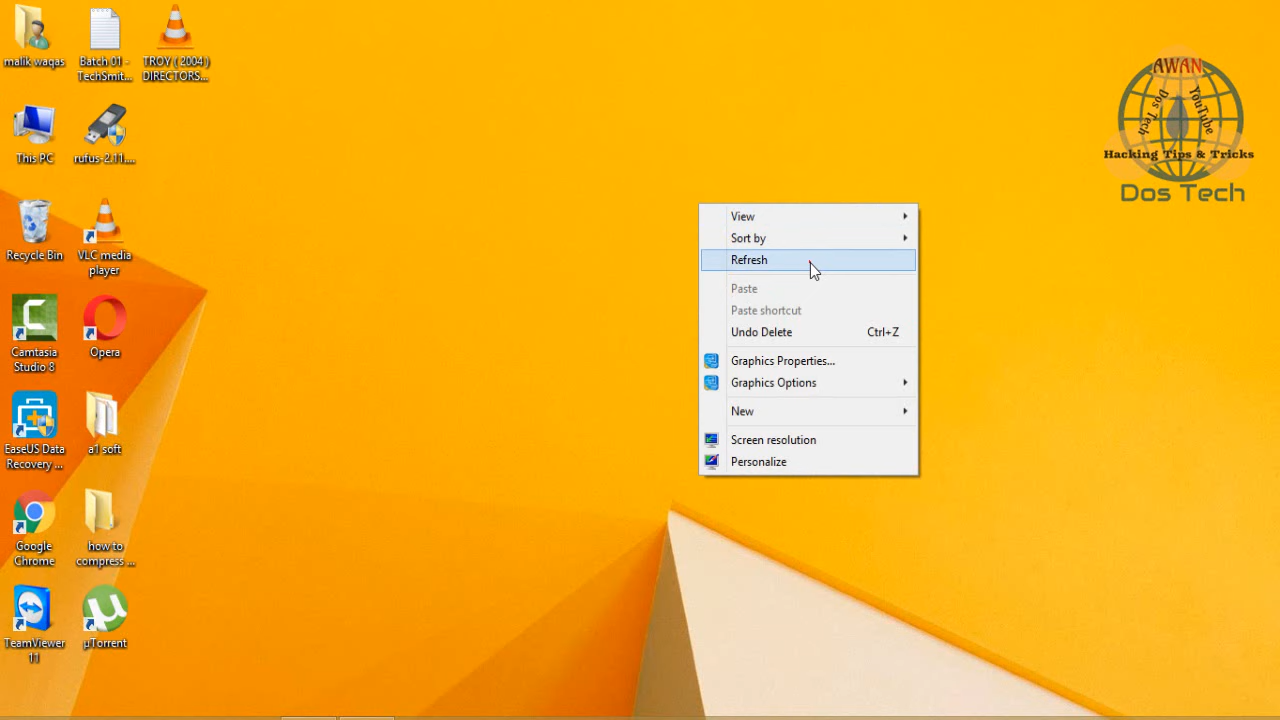 malik waqas
Batch 01 -
TechSmit...
TROY ( 2004 )
DIRECTORS...
This PC
rufus-2.11....
Recycle Bin
VLC media
player
Camtasia
Studio 8
Opera
EaseUS Data
Recovery ...
a1 soft
Google
Chrome
how to
compress ...
TeamViewer
11
µTorrent
View
Sort by
Refresh
Paste
Paste shortcut
Undo Delete Ctrl+Z
Graphics Properties...
Graphics Options
New
Screen resolution
Personalize
AWAN
Dos Tech
YouTube
Hacking Tips & Tricks
Dos Tech